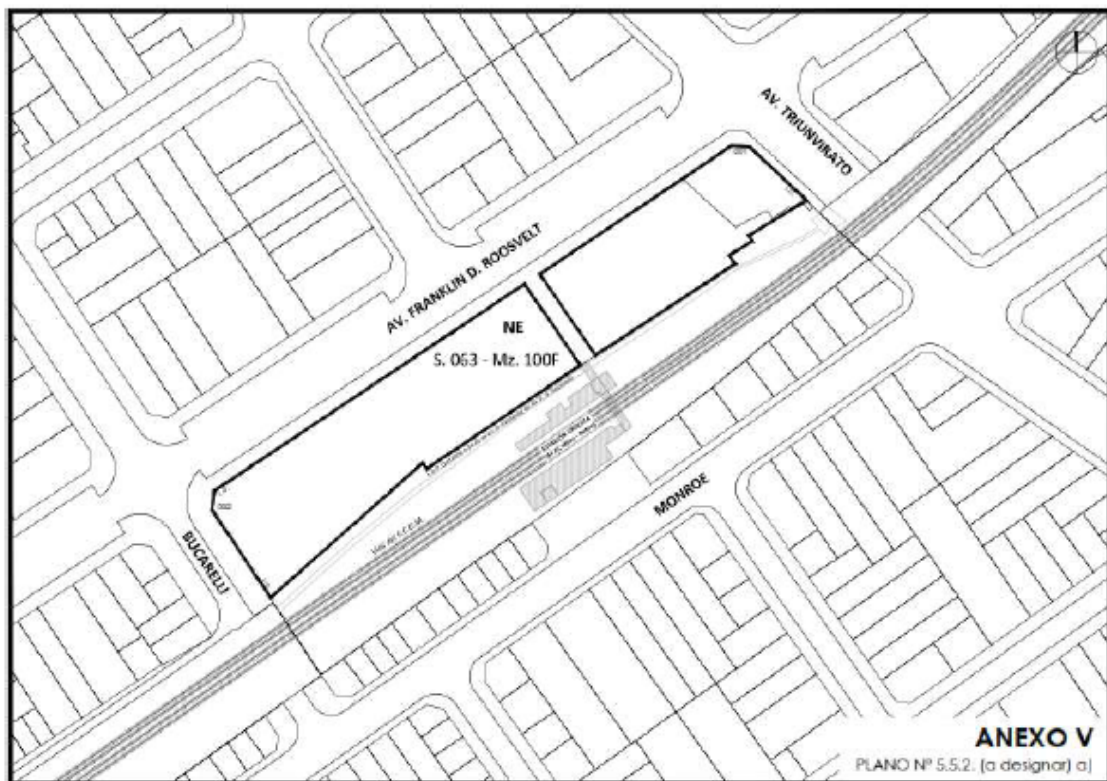 AV. TRIUNVIRATO
AV. FRANKLIN D. ROOSVELT
NE
S. 063 - Mz. 100F
MONROE
BUCARELLI
ANEXO V
PLANO Nº 5.5.2. (a designar) a)